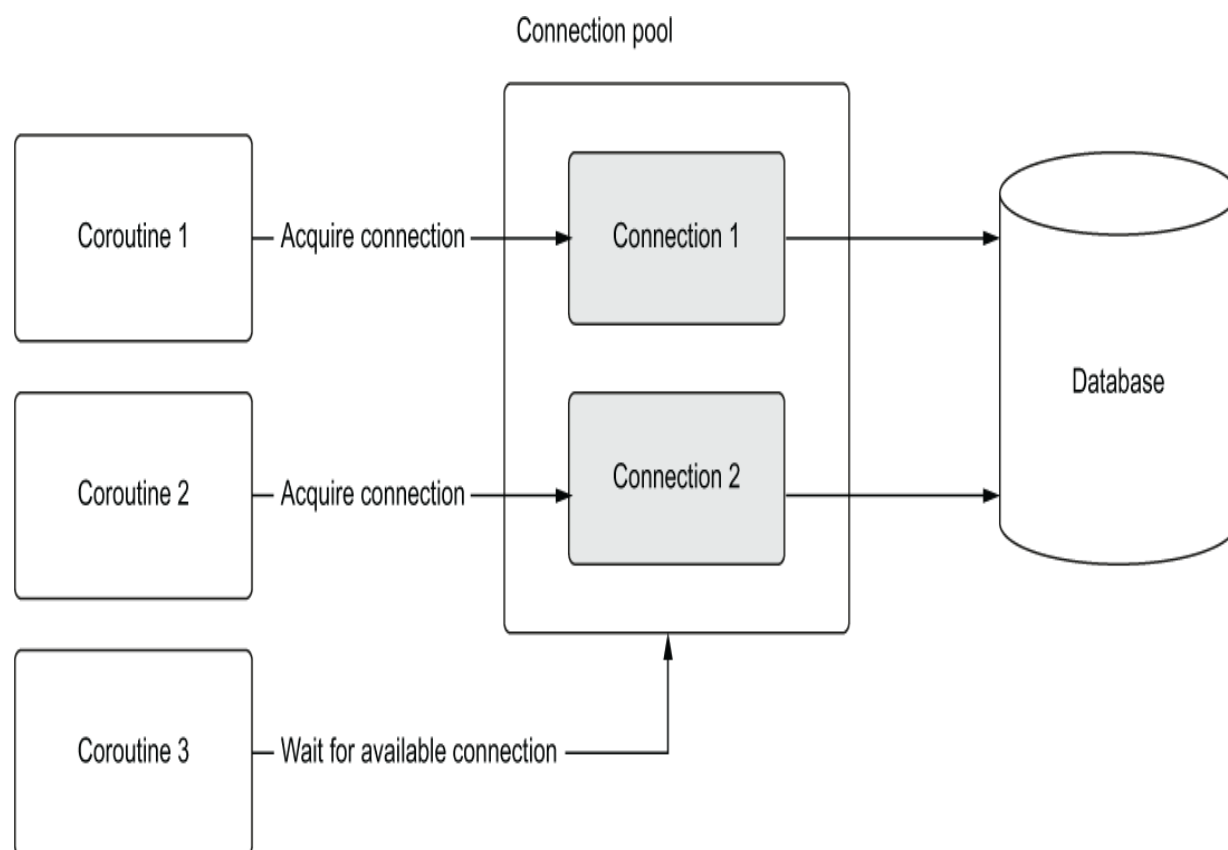 Connection pool
Coroutine 1
Acquire connection
Connection 1
Database
Coroutine 2
Acquire connection
Connection 2
Coroutine 3
Wait for available connection